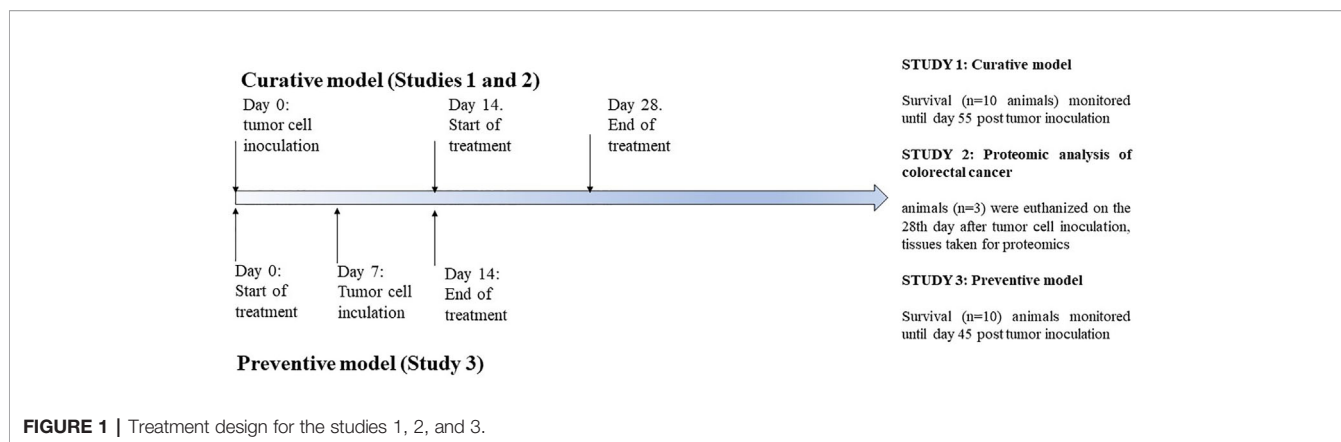 Curative model (Studies 1 and 2)
Day 0:
tumor cell
inoculation
Day 14.
Start of
treatment
Day 28.
End of
treatment
Day 0:
Start of
treatment
Day 7:
Tumor cell
inculation
Day 14:
End of
treatment
Preventive model (Study 3)
STUDY 1: Curative model
Survival (n=10 animals) monitored
until day 55 post tumor inoculation
STUDY 2: Proteomic analysis of
colorectal cancer
animals (n=3) were euthanized on the
28th day after tumor cell inoculation,
tissues taken for proteomics
STUDY 3: Preventive model
Survival (n=10) animals monitored
until day 45 post tumor inoculation
FIGURE 1 | Treatment design for the studies 1, 2, and 3.